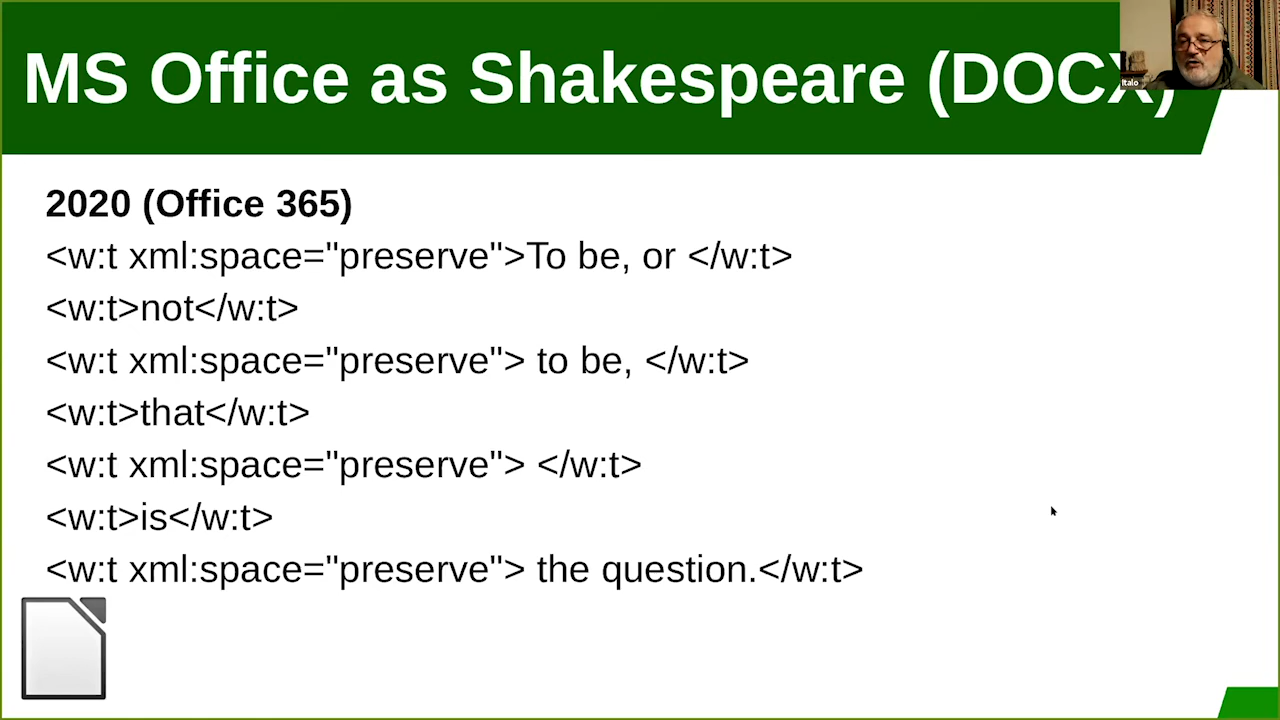 MS Office as Shakespeare (DOCX)
Italo
2020 (Office 365)
<w:t xml:space="preserve">To be, or </w:t>
<w:t>not</w:t>
<w:t xml:space="preserve"> to be, </w:t>
<w:t>that</w:t>
<w:t xml:space="preserve"> </w:t>
<w:t>is</w:t>
<w:t xml:space="preserve"> the question.</w:t>